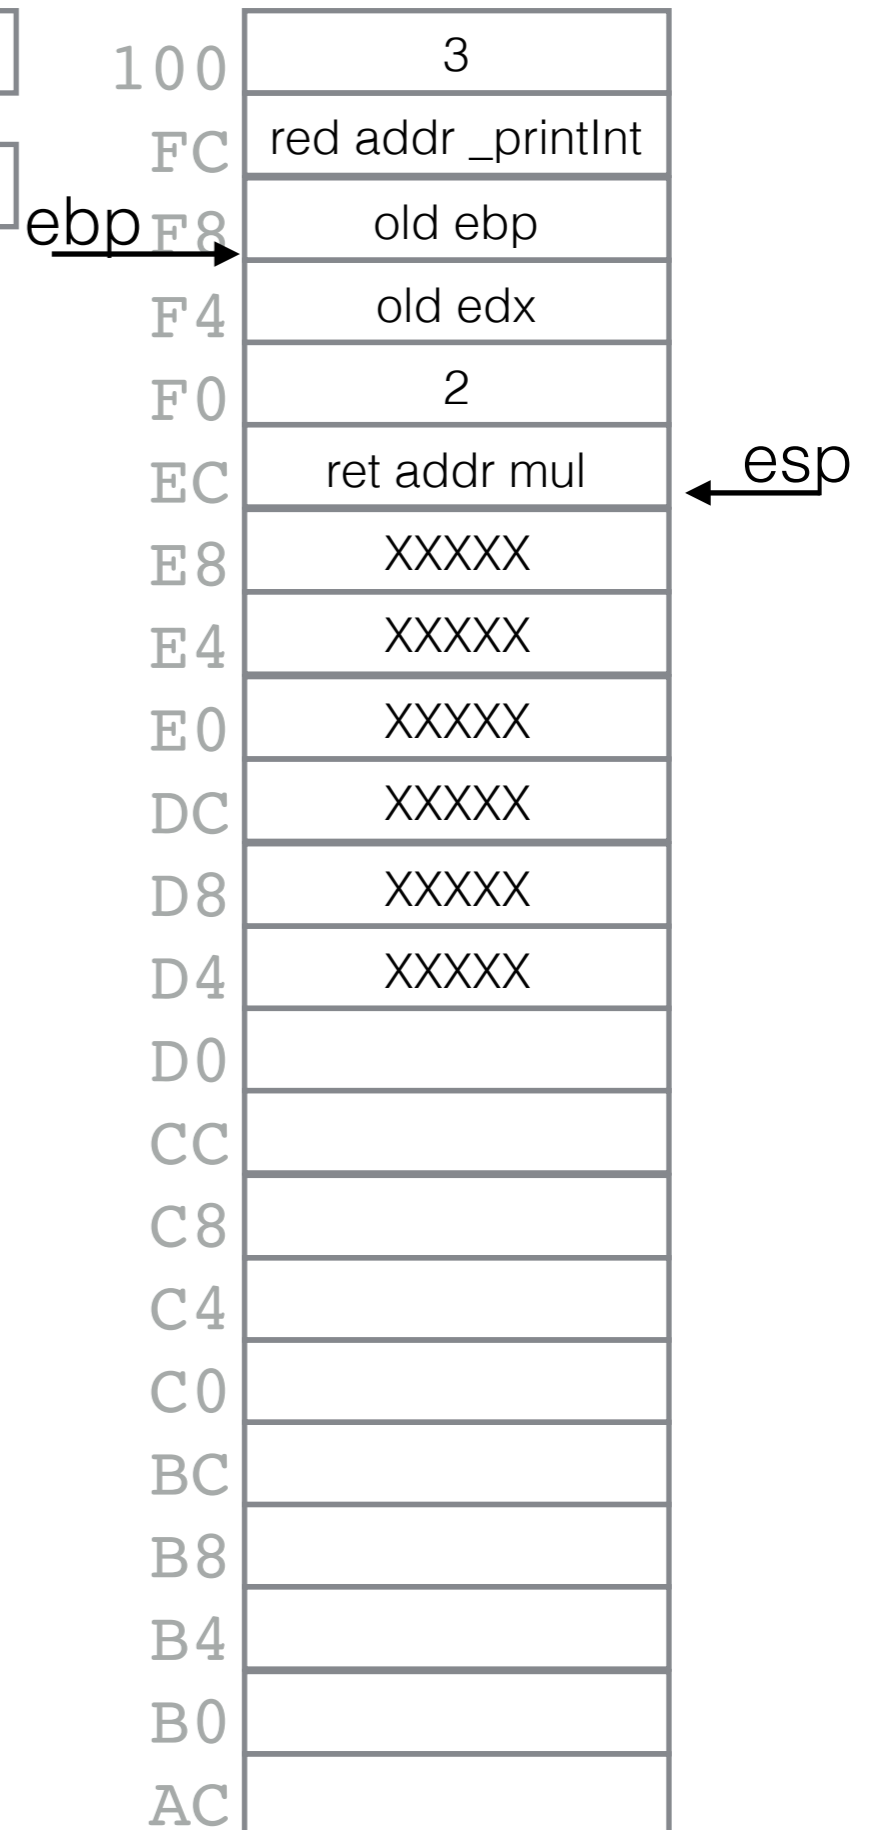 100 3
FC red addr _printInt
ebp F8 old ebp
F4 old edx
F0 2
EC ret addr mul esp
E8 XXXXX
E4 XXXXX
E0 XXXXX
DC XXXXX
D8 XXXXX
D4 XXXXX
D0
CC
C8
C4
C0
BC
B8
B4
B0
AC